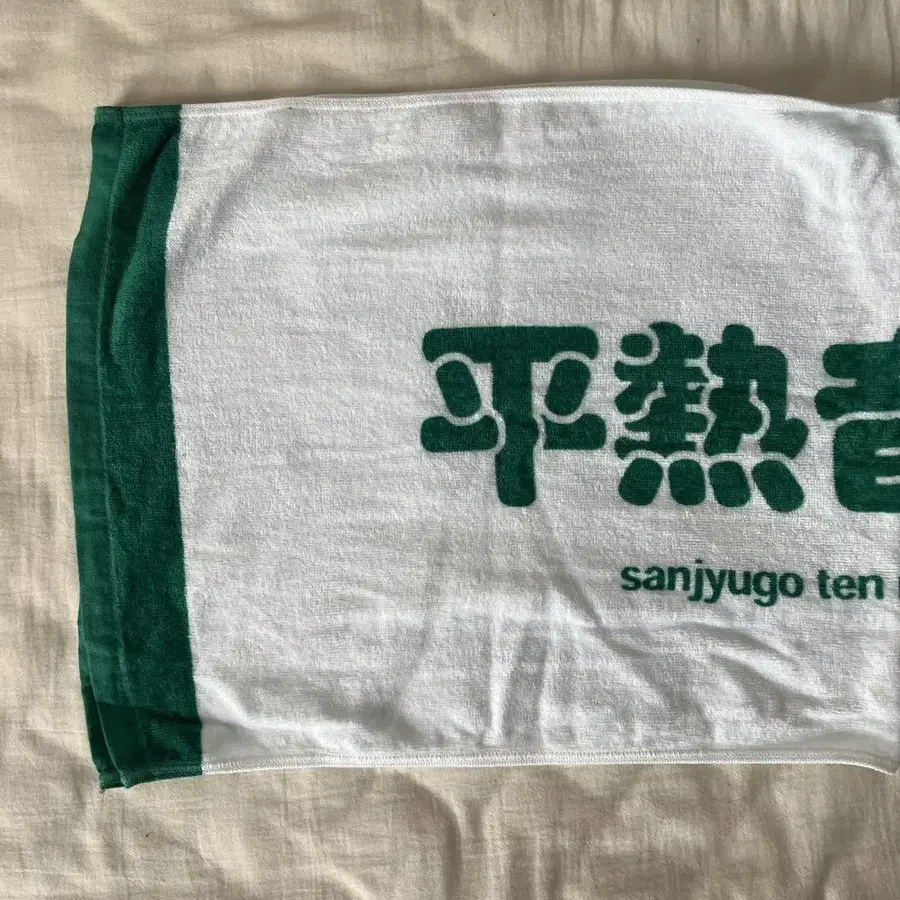 平熱
sanjyugo ten